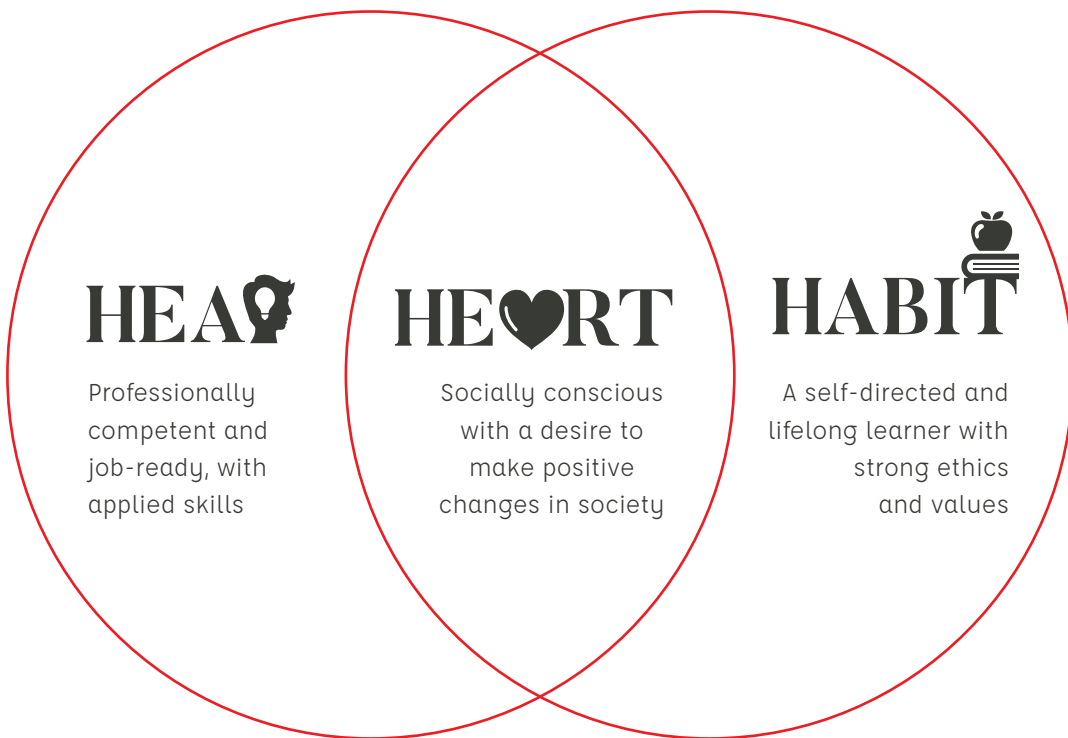 HEAD
Professionally
competent and
job-ready, with
applied skills
HEART
Socially conscious
with a desire to
make positive
changes in society
HABIT
A self-directed and
lifelong learner with
strong ethics
and values